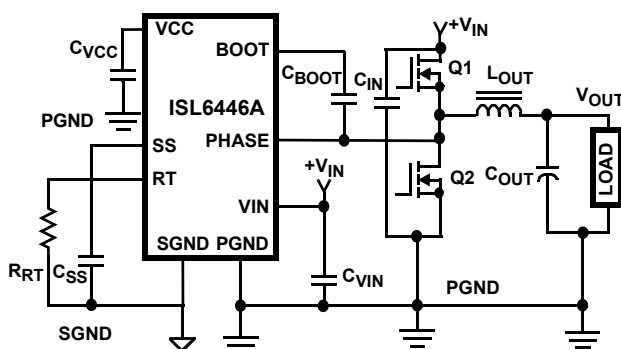 +VIN
VCC
BOOT
Q1
CVCC
CBOOT
CIN
LOUT
VOUT
ISL6446A
PGND
PHASE
SS
+VIN
Q2
COUT
LOAD
RT
VIN
SGND PGND
RRT
CSS
CVIN
PGND
SGND